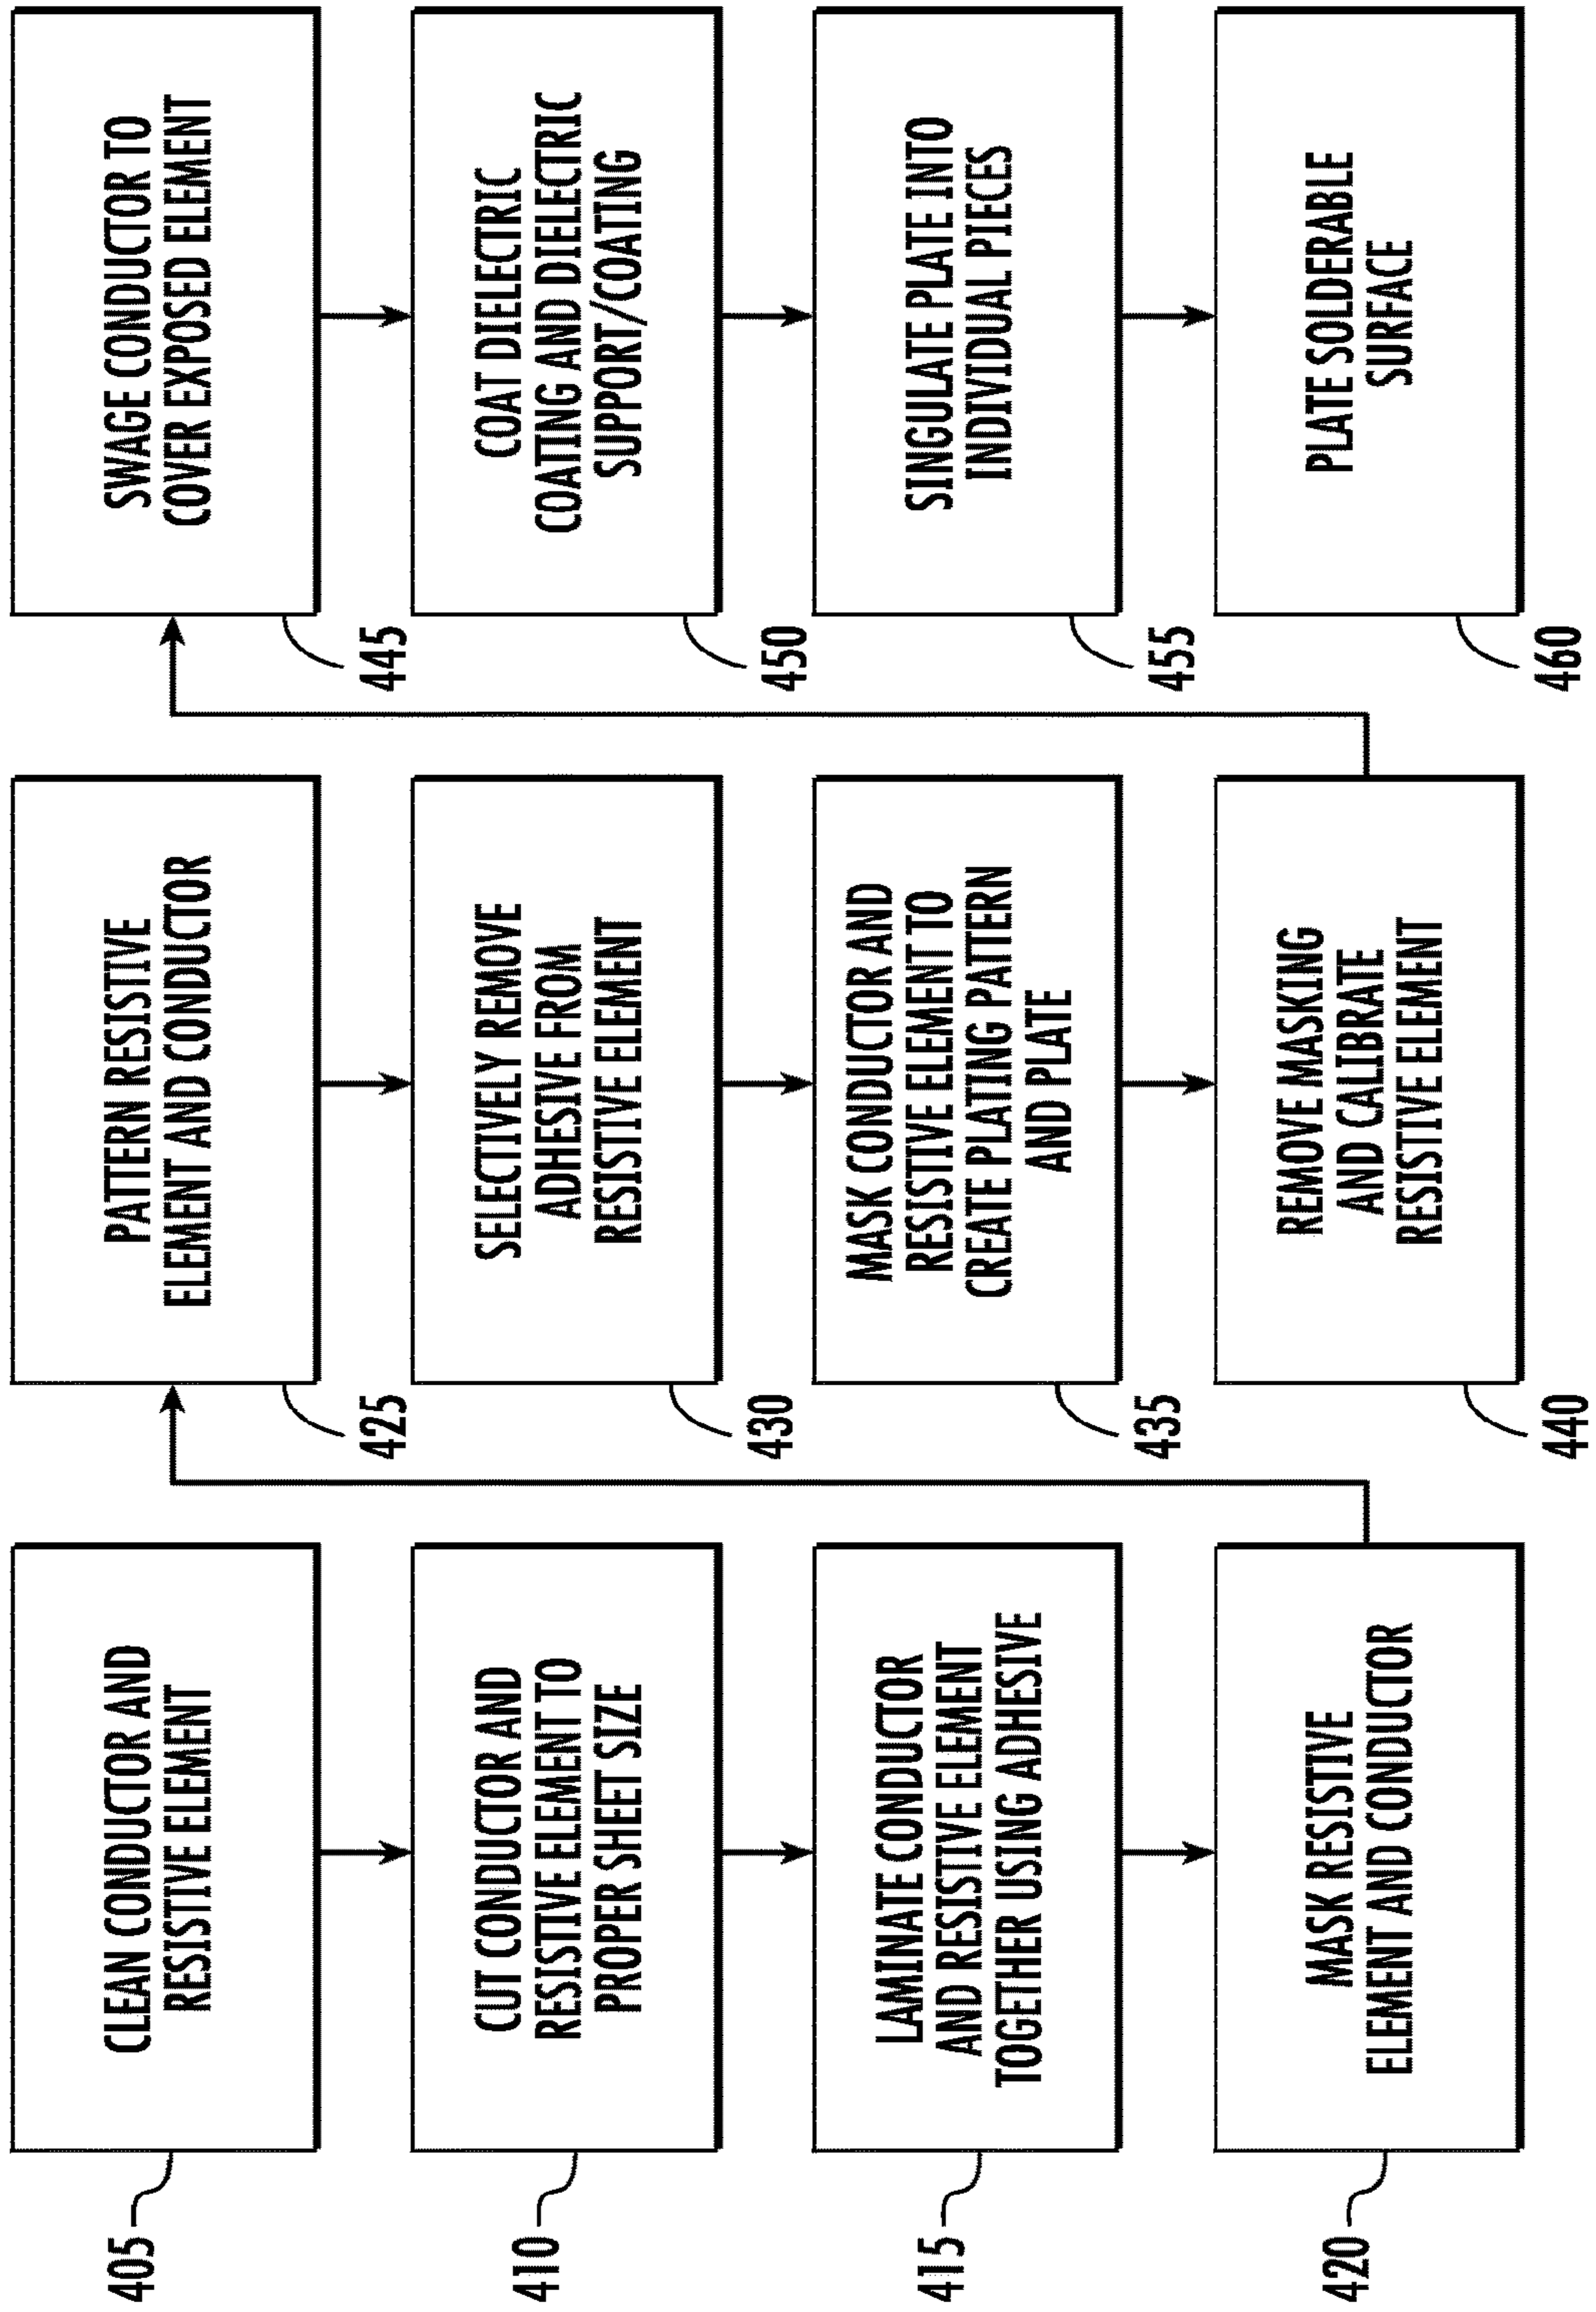 405
CLEAN CONDUCTOR AND
RESISTIVE ELEMENT
410
CUT CONDUCTOR AND
RESISTIVE ELEMENT TO
PROPER SHEET SIZE
415
LAMINATE CONDUCTOR
AND RESISTIVE ELEMENT
TOGETHER USING ADHESIVE
420
MASK RESISTIVE
ELEMENT AND CONDUCTOR
425
PATTERN RESISTIVE
ELEMENT AND CONDUCTOR
430
SELECTIVELY REMOVE
ADHESIVE FROM
RESISTIVE ELEMENT
435
MASK CONDUCTOR AND
RESISTIVE ELEMENT TO
CREATE PLATING PATTERN
AND PLATE
440
REMOVE MASKING
AND CALIBRATE
RESISTIVE ELEMENT
445
SWAGE CONDUCTOR TO
COVER EXPOSED ELEMENT
450
COAT DIELECTRIC
COATING AND DIELECTRIC
SUPPORT/COATING
455
SINGULATE PLATE INTO
INDIVIDUAL PIECES
460
PLATE SOLDERABLE
SURFACE